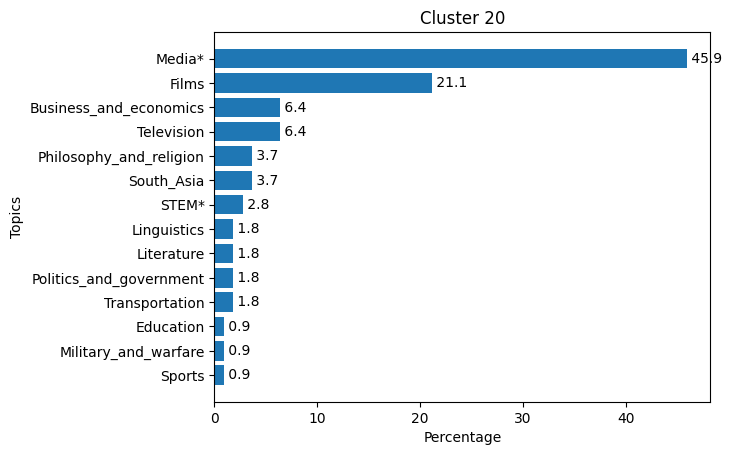 Cluster 20
Media* 45.9
Films 21.1
Business_and_economics 6.4
Television 6.4
Philosophy_and_religion 3.7
South_Asia 3.7
STEM* 2.8
Linguistics 1.8
Literature 1.8
Politics_and_government 1.8
Transportation 1.8
Education 0.9
Military_and_warfare 0.9
Sports 0.9
Topics
0 10 20 30 40
Percentage